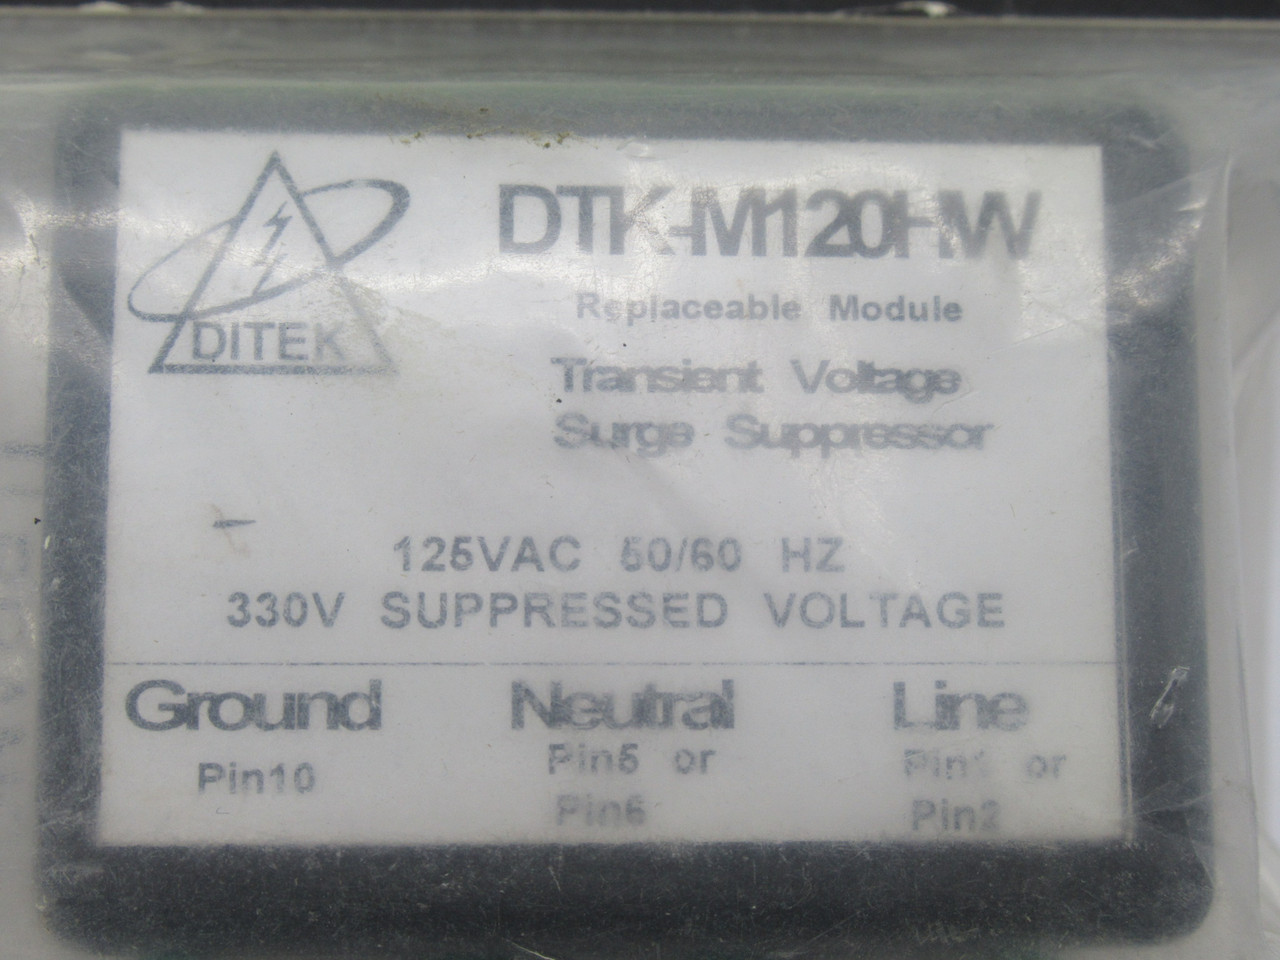 DITEK
DTK-M120HW
Replaceable Module
Transient Voltage
Surge Suppressor
125VAC 50/60 HZ
330V SUPPRESSED VOLTAGE
Ground Neutral Line
Pin10 Pin5 or Pin1 or
Pin6 Pin2